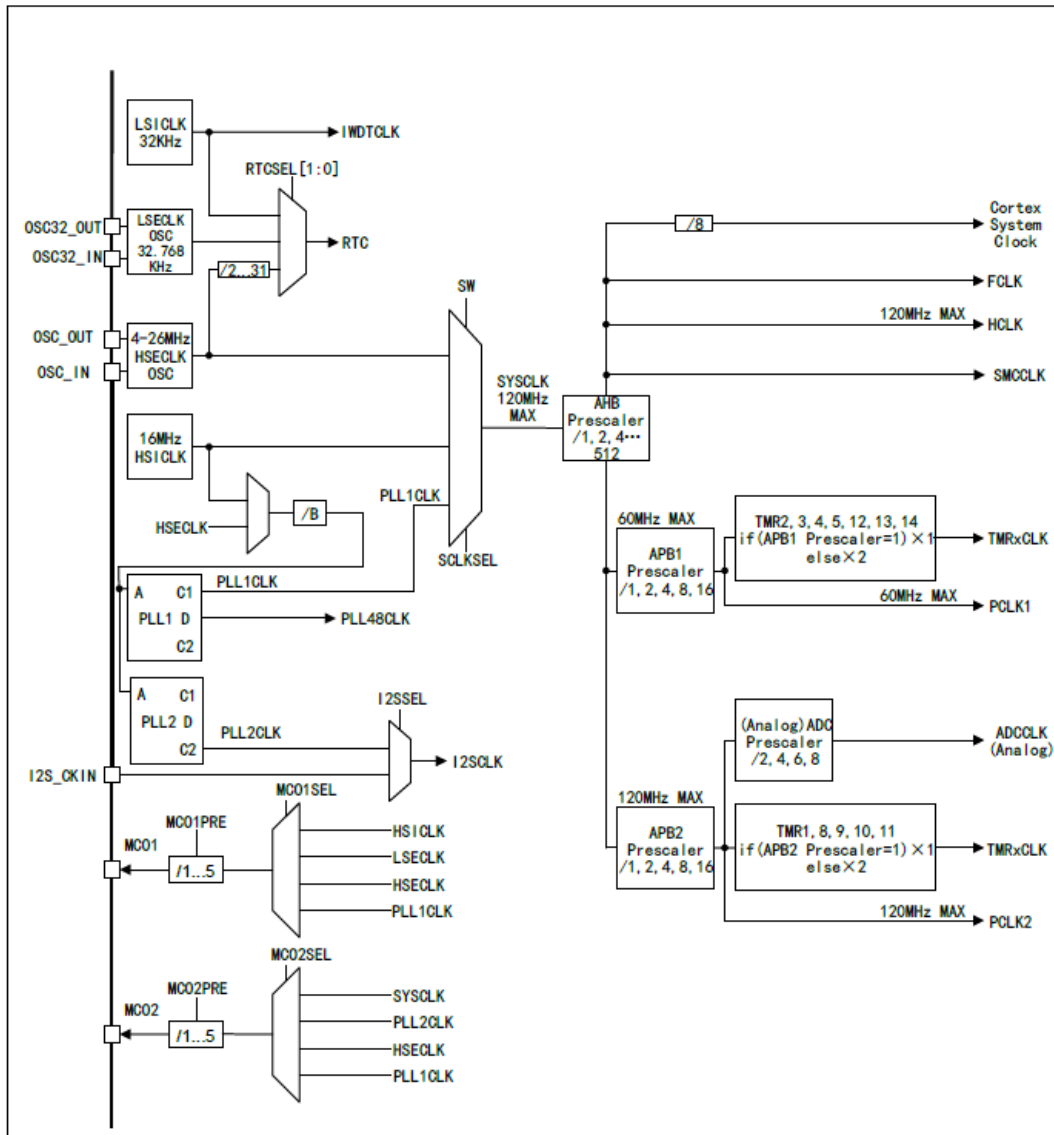 LSICLK
32KHz
IWDTCLK
RTCSEL[1:0]
OSC32_OUT
OSC32_IN
LSECLK
OSC
32.768
KHz
RTC
/2...31
OSC_OUT
OSC_IN
4-26MHz
HSECLK
OSC
SW
16MHz
HSICLK
HSECLK
/B
PLL1CLK
SCLKSEL
SYSCLK
120MHz
MAX
AHB
Prescaler
/1, 2, 4…
512
/8
Cortex
System
Clock
FCLK
120MHz MAX
HCLK
SMCCLK
A
C1
PLL1 D
C2
PLL1CLK
PLL48CLK
A
C1
PLL2 D
C2
PLL2CLK
I2SSEL
I2SCLK
I2S_CKIN
60MHz MAX
APB1
Prescaler
/1, 2, 4, 8, 16
TMR2, 3, 4, 5, 12, 13, 14
if(APB1 Prescaler=1)×1
else×2
TMRxCLK
60MHz MAX
PCLK1
(Analog)ADC
Prescaler
/2, 4, 6, 8
ADCCLK
(Analog)
120MHz MAX
APB2
Prescaler
/1, 2, 4, 8, 16
TMR1, 8, 9, 10, 11
if(APB2 Prescaler=1)×1
else×2
TMRxCLK
120MHz MAX
PCLK2
MCO1SEL
MCO1PRE
MCO1
/1...5
HSICLK
LSECLK
HSECLK
PLL1CLK
MCO2SEL
MCO2PRE
MCO2
/1...5
SYSCLK
PLL2CLK
HSECLK
PLL1CLK